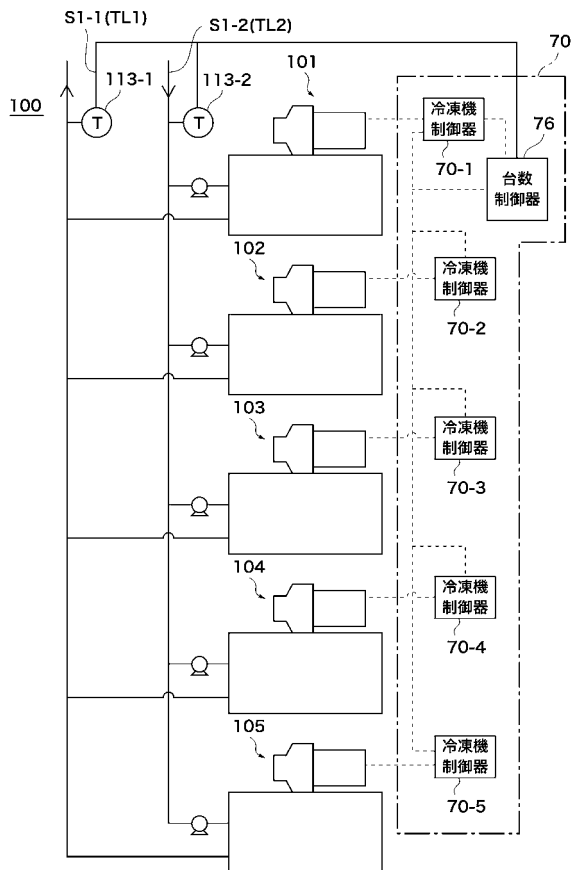 S1-1(TL1)
S1-2(TL2)
100
113-1
113-2
T
T
101
70
冷凍機
制御器
70-1
76
台数
制御器
102
冷凍機
制御器
70-2
103
冷凍機
制御器
70-3
104
冷凍機
制御器
70-4
105
冷凍機
制御器
70-5